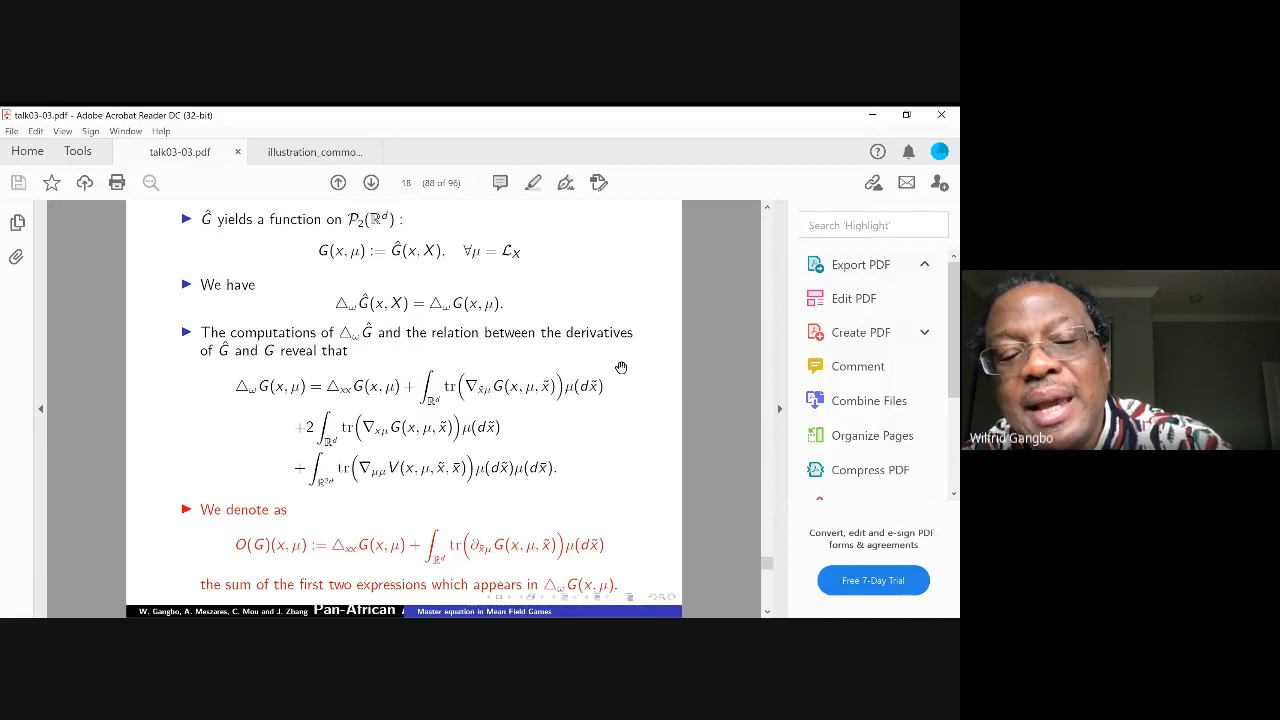 talk03-03.pdf - Adobe Acrobat Reader DC (32-bit)
File Edit View Sign Window Help
Home Tools talk03-03.pdf × illustration_commo...
18 (88 of 96)
Ĝ yields a function on 𝒫₂(ℝᵈ) :
G(x, μ) := Ĝ(x, X), ∀μ = ℒ_X
We have
△_ω Ĝ(x, X) = △_ω G(x, μ).
The computations of △_ω Ĝ and the relation between the derivatives
of Ĝ and G reveal that
△_ω G(x, μ) = △_xx G(x, μ) + ∫_ℝᵈ tr(∇_x̃μ G(x, μ, x̃))μ(dx̃)
+2 ∫_ℝᵈ tr(∇_xμ G(x, μ, x̃))μ(dx̃)
+ ∫_ℝ²ᵈ tr(∇_μμ V(x, μ, x̃, x̄))μ(dx̃)μ(dx̄).
We denote as
O(G)(x, μ) := △_xx G(x, μ) + ∫_ℝᵈ tr(∂_x̃μ G(x, μ, x̃))μ(dx̃)
the sum of the first two expressions which appears in △_ω G(x, μ).
W. Gangbo, A. Meszares, C. Mou and J. Zhang Pan-African A Master equation in Mean Field Games
Search 'Highlight'
Export PDF
Edit PDF
Create PDF
Comment
Combine Files
Organize Pages
Compress PDF
Convert, edit and e-sign PDF
forms & agreements
Free 7-Day Trial
Wilfrid Gangbo